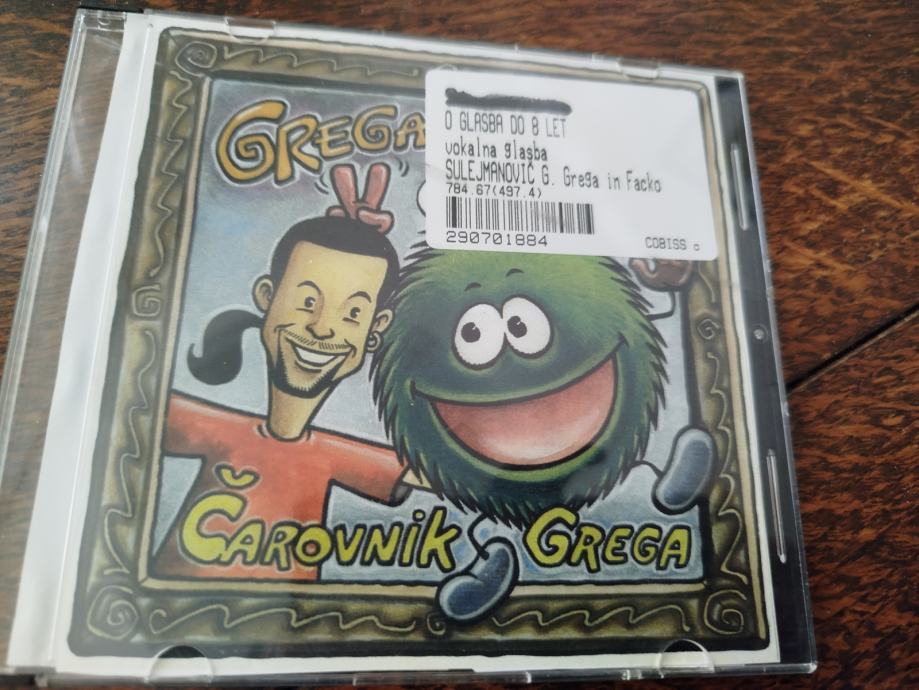 GREGA
O GLASBA DO 8 LET
vokalna glasba
SULEJMANOVIĆ G. Grega in Facko
784.67(497.4)
290701884
COBISS c
ČAROVNIK GREGA